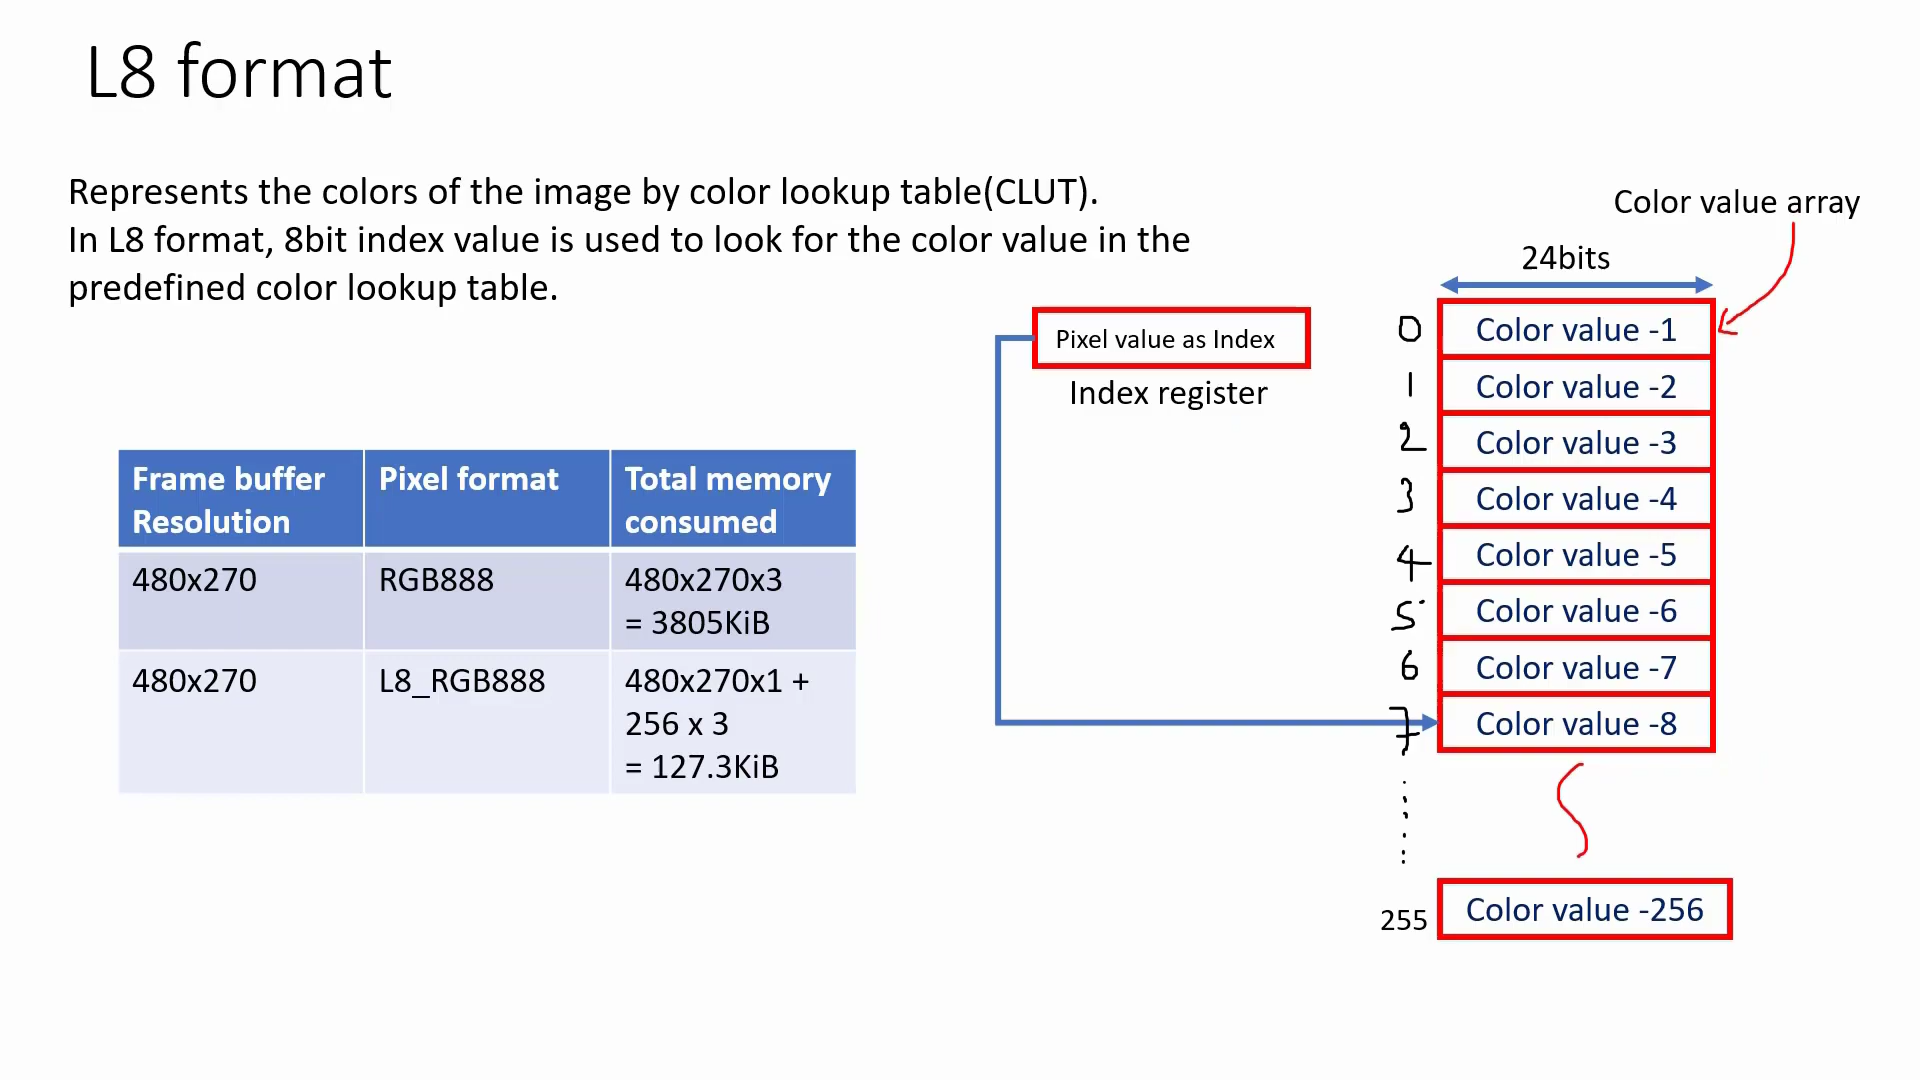 L8 format
Represents the colors of the image by color lookup table(CLUT).
In L8 format, 8bit index value is used to look for the color value in the
predefined color lookup table.
Frame buffer
Resolution
Pixel format
Total memory
consumed
480x270
RGB888
480x270x3
= 3805KiB
480x270
L8_RGB888
480x270x1 +
256 x 3
= 127.3KiB
Pixel value as Index
Index register
Color value array
24bits
0 Color value -1
1 Color value -2
2 Color value -3
3 Color value -4
4 Color value -5
5 Color value -6
6 Color value -7
7 Color value -8
255 Color value -256